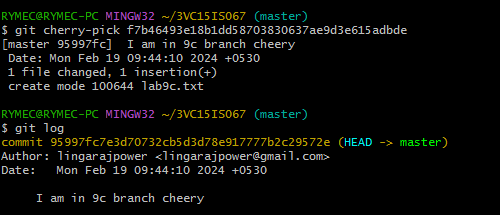 RYMEC@RYMEC-PC MINGW32 ~/3VC15IS067 (master)
$ git cherry-pick f7b46493e18b1dd58703830637ae9d3e615adbde
[master 95997fc]  I am in 9c branch cheery
 Date: Mon Feb 19 09:44:10 2024 +0530
 1 file changed, 1 insertion(+)
 create mode 100644 lab9c.txt
RYMEC@RYMEC-PC MINGW32 ~/3VC15IS067 (master)
$ git log
commit 95997fc7e3d70732cb5d3d78e917777b2c29572e (HEAD -> master)
Author: lingarajpower <lingarajpower@gmail.com>
Date:   Mon Feb 19 09:44:10 2024 +0530
     I am in 9c branch cheery